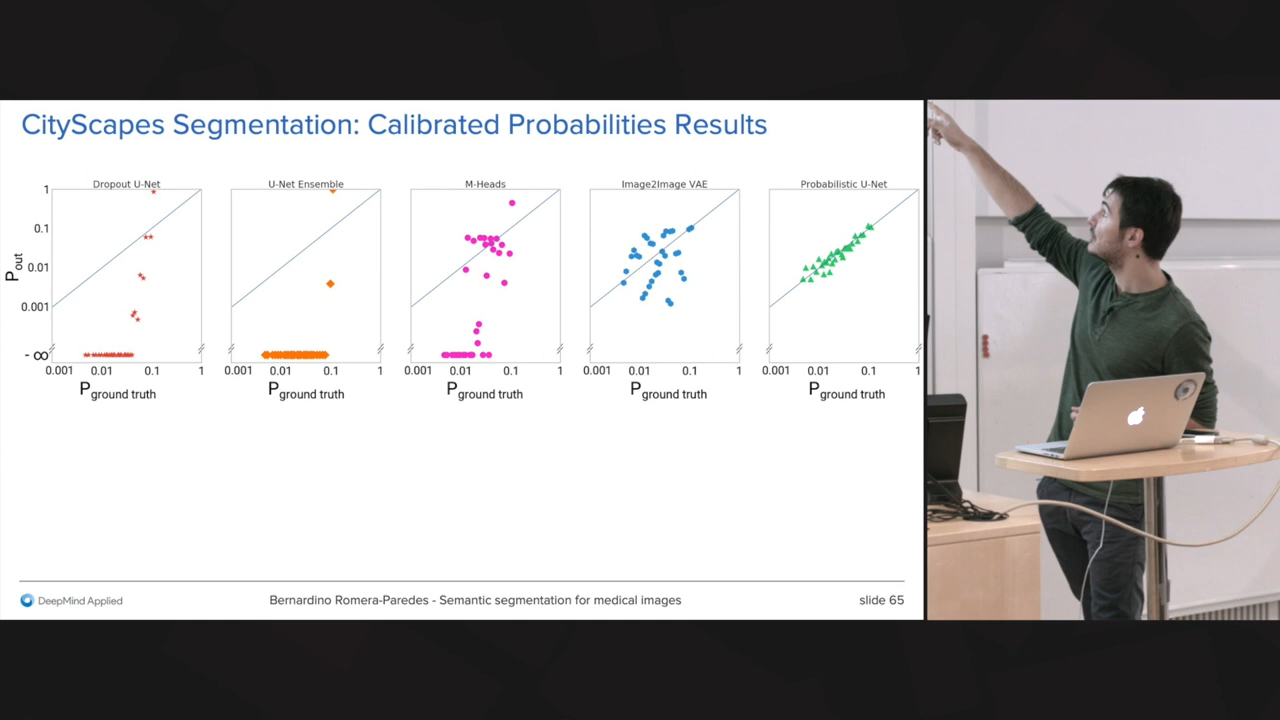 CityScapes Segmentation: Calibrated Probabilities Results
Dropout U-Net
U-Net Ensemble
M-Heads
Image2Image VAE
Probabilistic U-Net
1
0.1
0.01
0.001
- ∞
Pout
0.001 0.01 0.1 1
0.001 0.01 0.1 1
0.001 0.01 0.1 1
0.001 0.01 0.1 1
0.001 0.01 0.1 1
Pground truth
Pground truth
Pground truth
Pground truth
Pground truth
DeepMind Applied
Bernardino Romera-Paredes - Semantic segmentation for medical images
slide 65